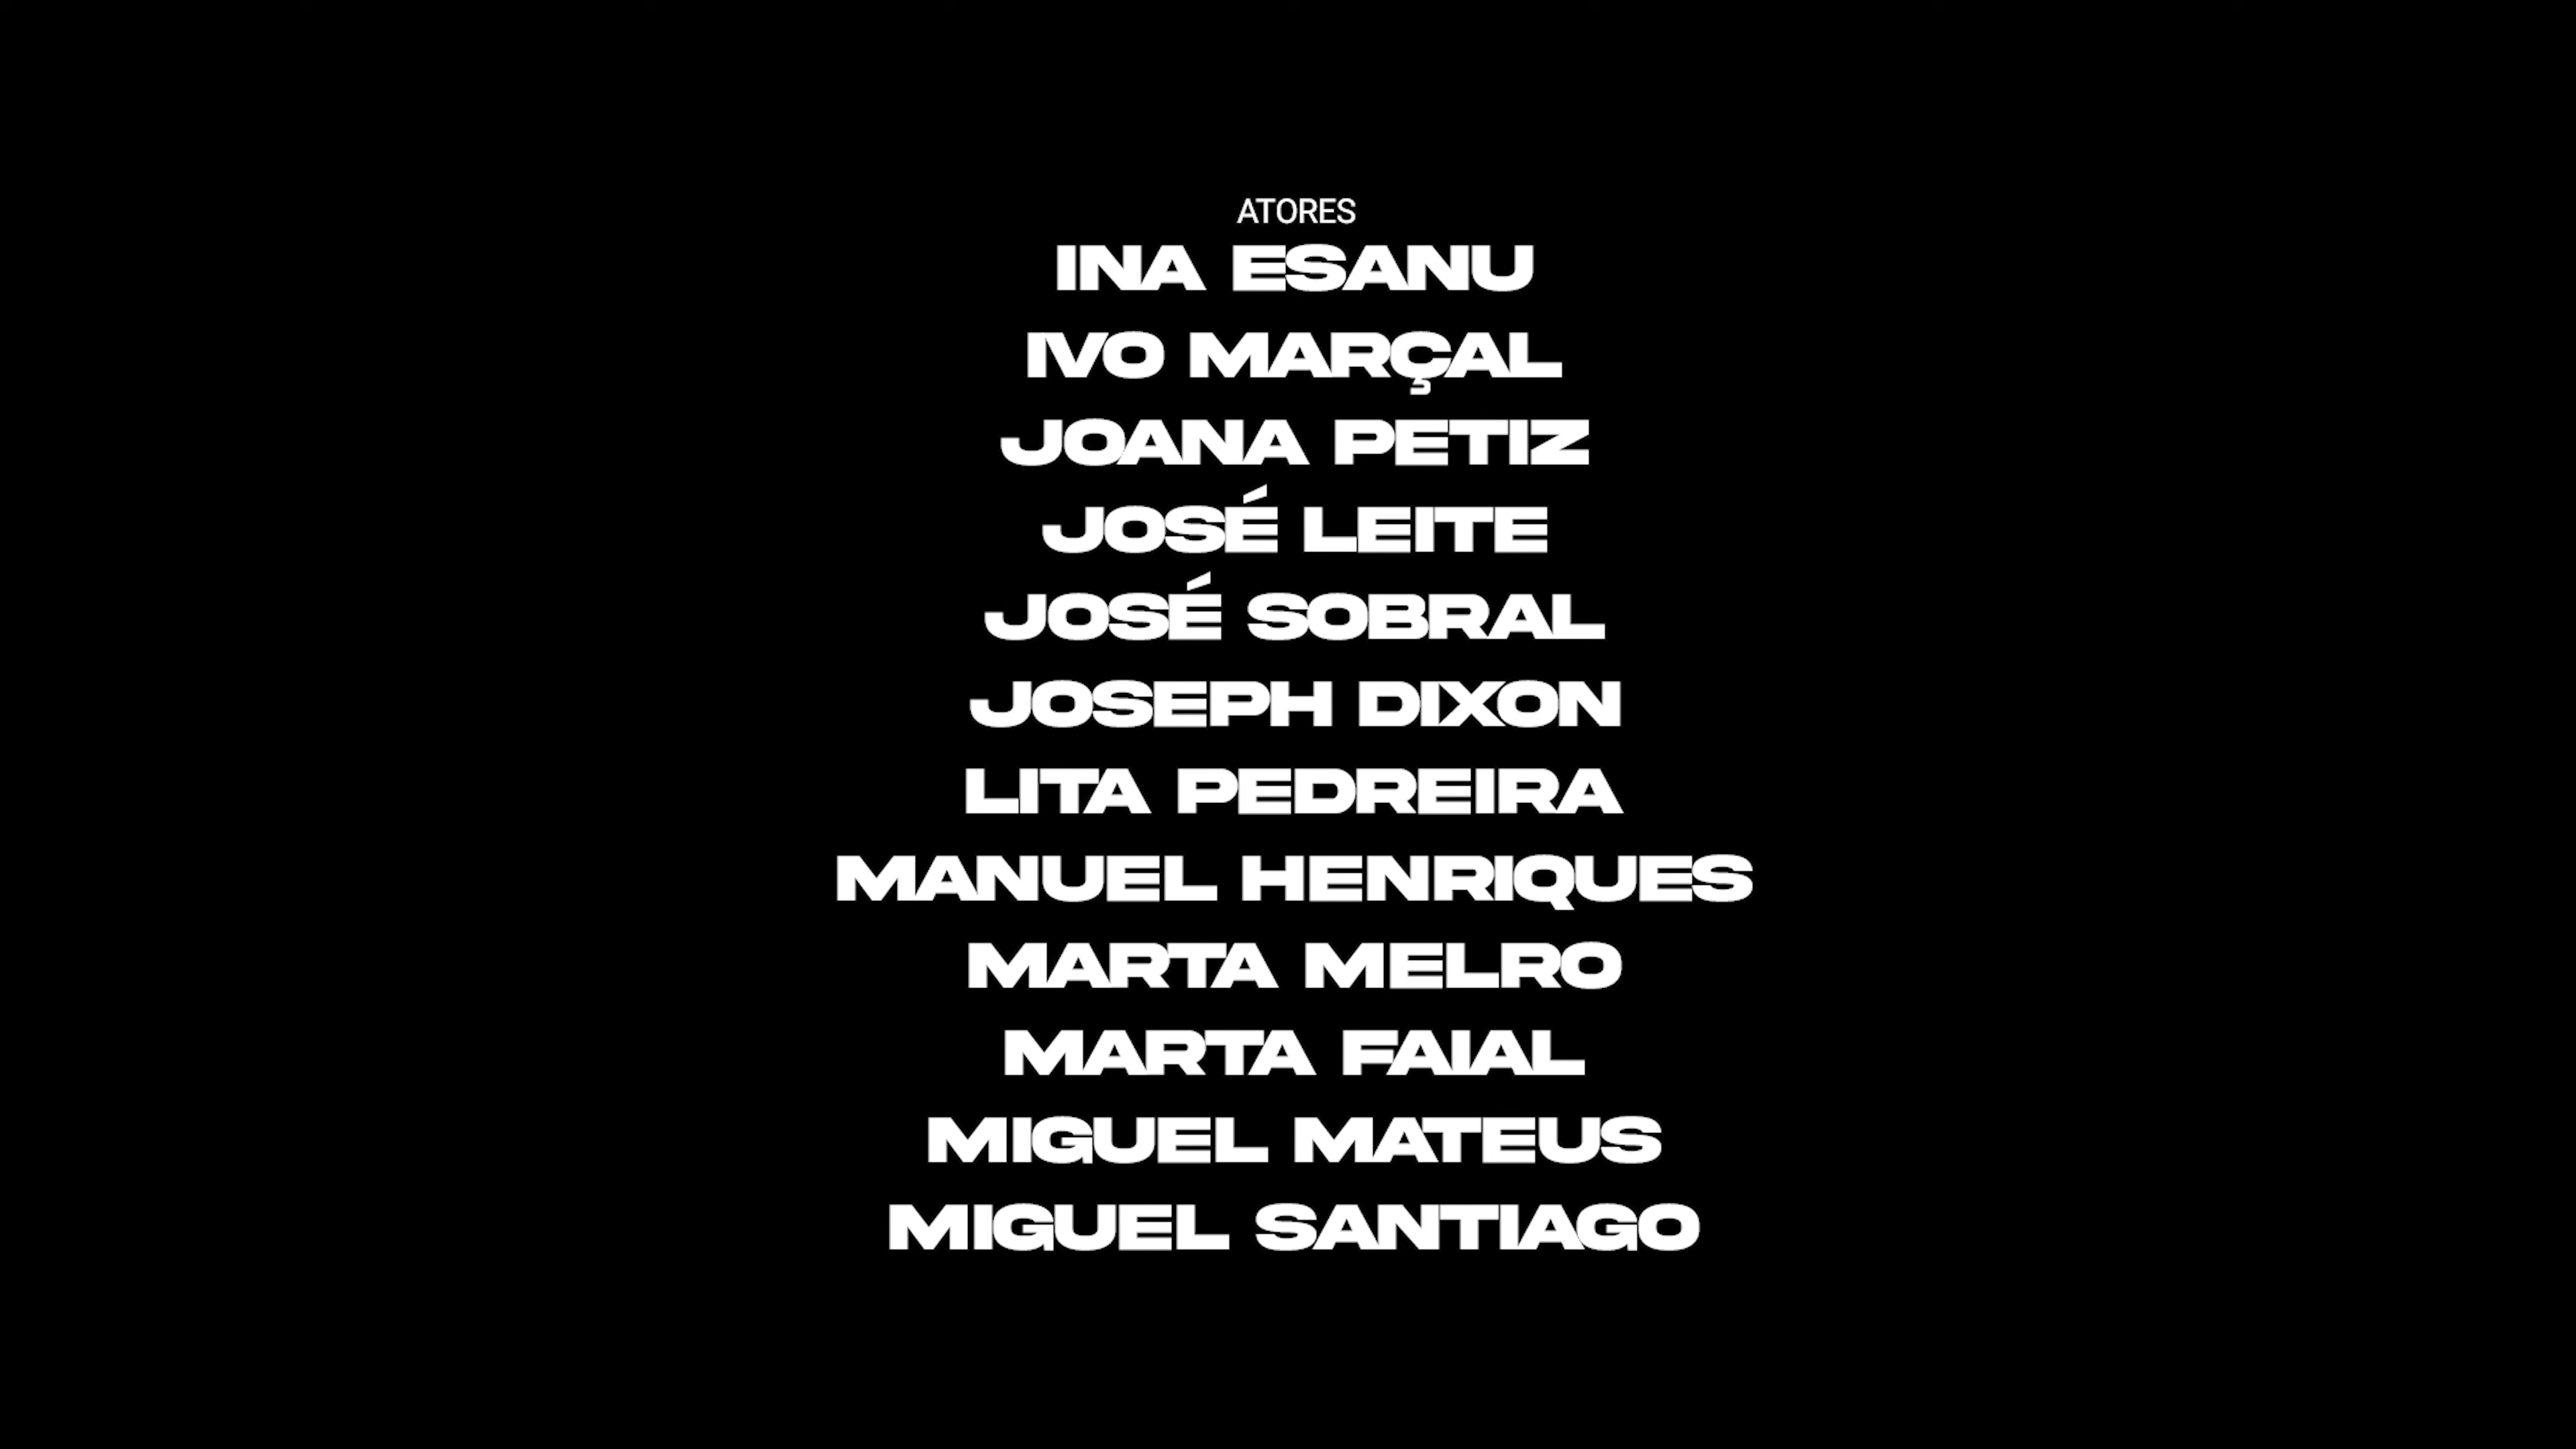 ATORES
INA ESANU
IVO MARÇAL
JOANA PETIZ
JOSÉ LEITE
JOSÉ SOBRAL
JOSEPH DIXON
LITA PEDREIRA
MANUEL HENRIQUES
MARTA MELRO
MARTA FAIAL
MIGUEL MATEUS
MIGUEL SANTIAGO